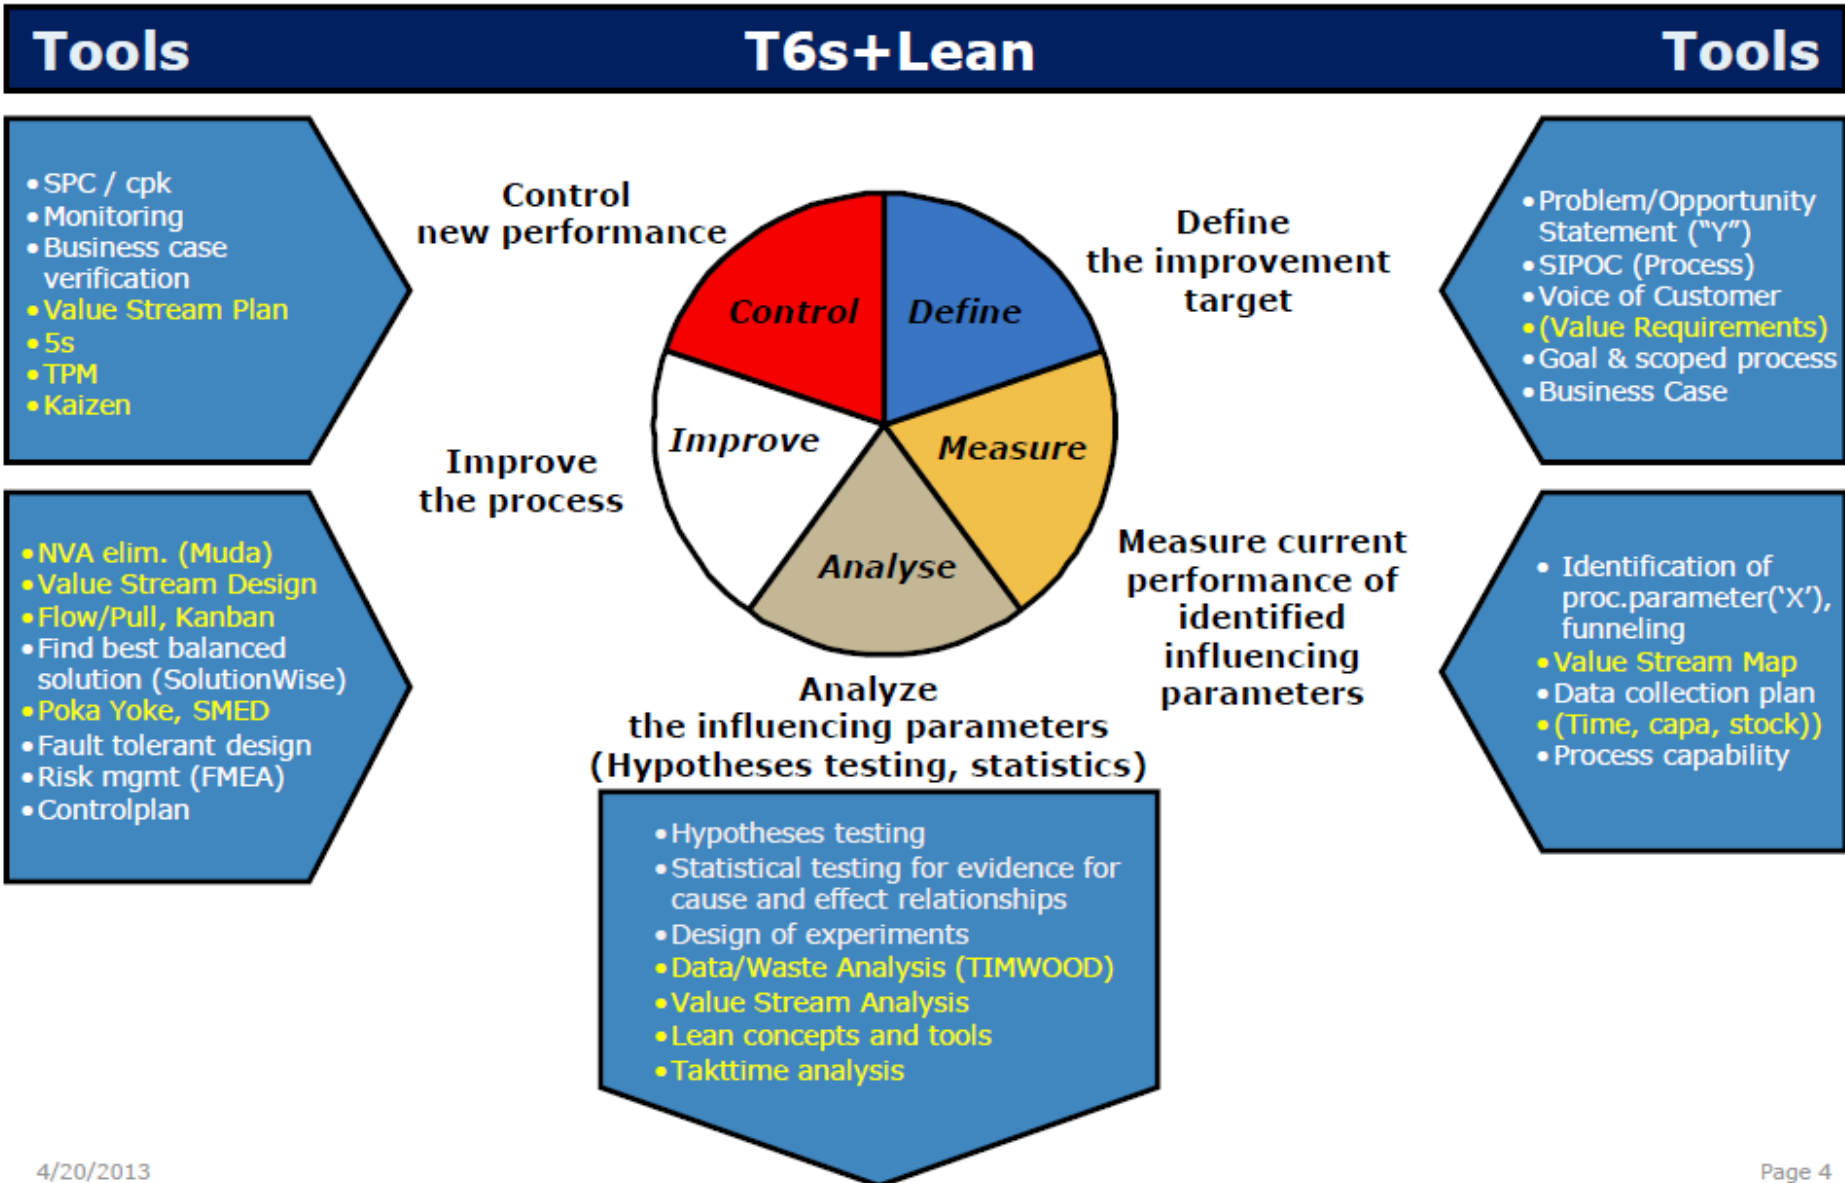 Tools
T6s+Lean
Tools
• SPC / cpk
• Monitoring
• Business case
verification
• Value Stream Plan
• 5s
• TPM
• Kaizen
Control
new performance
Define
the improvement
target
• Problem/Opportunity
Statement (“Y”)
• SIPOC (Process)
• Voice of Customer
• (Value Requirements)
• Goal & scoped process
• Business Case
Control
Define
Improve
Measure
Analyse
Improve
the process
• NVA elim. (Muda)
• Value Stream Design
• Flow/Pull, Kanban
• Find best balanced
solution (SolutionWise)
• Poka Yoke, SMED
• Fault tolerant design
• Risk mgmt (FMEA)
• Controlplan
Measure current
performance of
identified
influencing
parameters
• Identification of
proc.parameter(‘X’),
funneling
• Value Stream Map
• Data collection plan
• (Time, capa, stock))
• Process capability
Analyze
the influencing parameters
(Hypotheses testing, statistics)
• Hypotheses testing
• Statistical testing for evidence for
cause and effect relationships
• Design of experiments
• Data/Waste Analysis (TIMWOOD)
• Value Stream Analysis
• Lean concepts and tools
• Takttime analysis
4/20/2013
Page 4